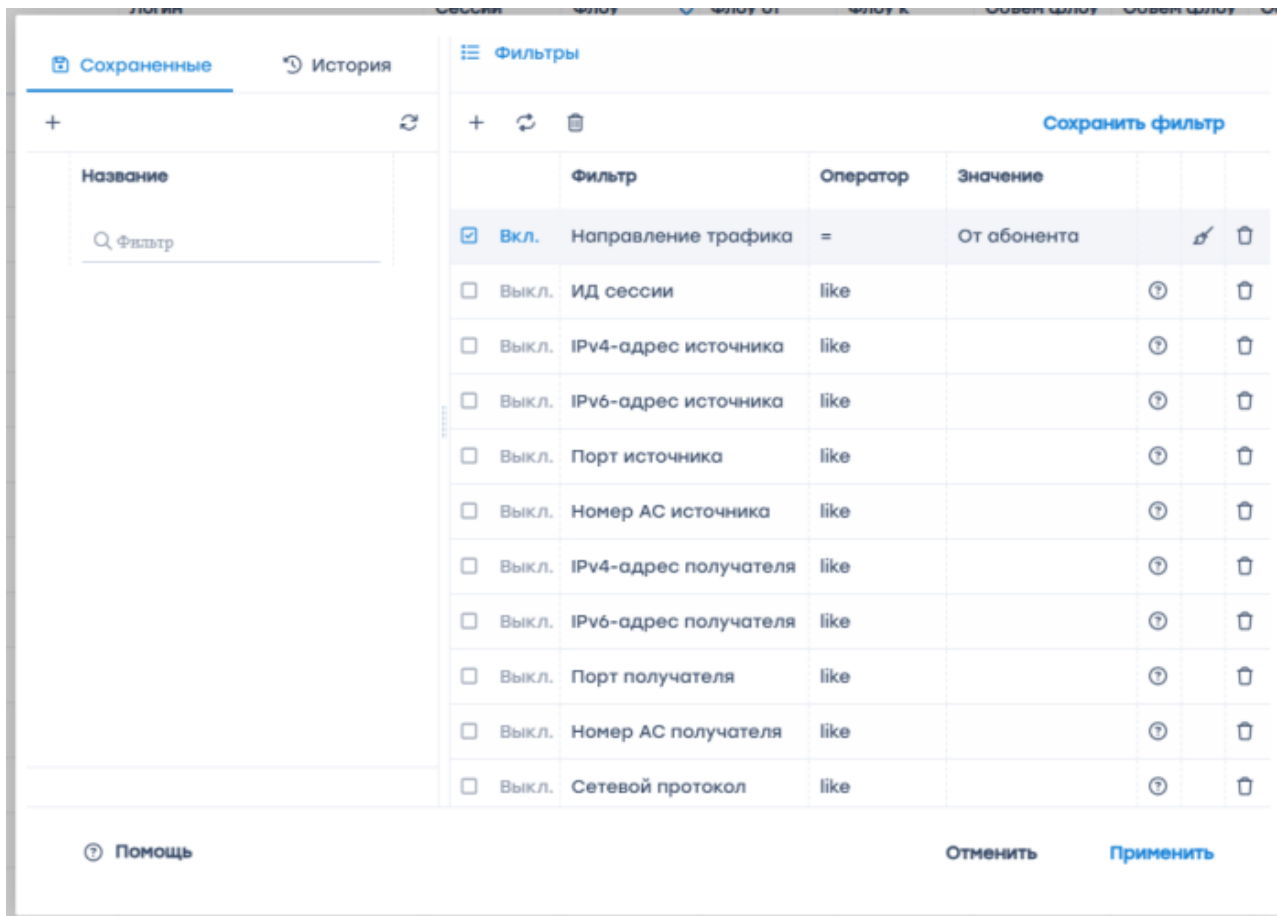 Сохраненные
История
Фильтры
Сохранить фильтр
Название
Фильтр
Фильтр Оператор Значение
Вкл. Направление трафика = От абонента
Выкл. ИД сессии like
Выкл. IPv4-адрес источника like
Выкл. IPv6-адрес источника like
Выкл. Порт источника like
Выкл. Номер АС источника like
Выкл. IPv4-адрес получателя like
Выкл. IPv6-адрес получателя like
Выкл. Порт получателя like
Выкл. Номер АС получателя like
Выкл. Сетевой протокол like
Помощь
Отменить
Применить